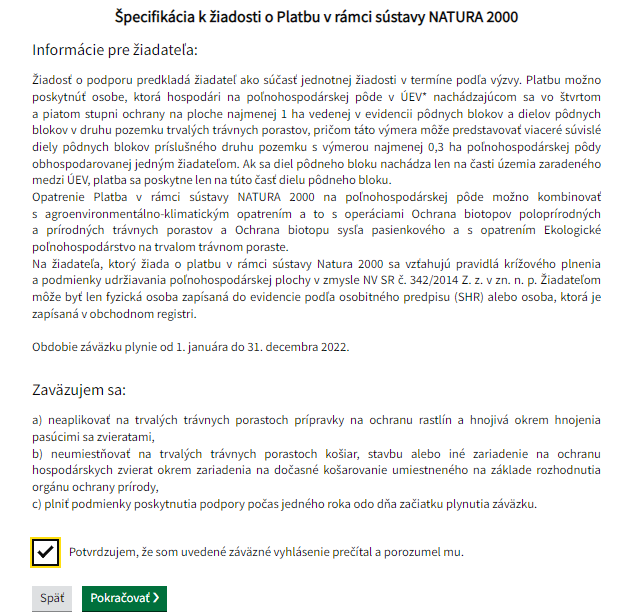 Špecifikácia k žiadosti o Platbu v rámci sústavy NATURA 2000
Informácie pre žiadateľa:
Žiadosť o podporu predkladá žiadateľ ako súčasť jednotnej žiadosti v termíne podľa výzvy. Platbu možno
poskytnúť osobe, ktorá hospodári na poľnohospodárskej pôde v ÚEV* nachádzajúcom sa vo štvrtom
a piatom stupni ochrany na ploche najmenej 1 ha vedenej v evidencii pôdnych blokov a dielov pôdnych
blokov v druhu pozemku trvalých trávnych porastov, pričom táto výmera môže predstavovať viaceré súvislé
diely pôdnych blokov príslušného druhu pozemku s výmerou najmenej 0,3 ha poľnohospodárskej pôdy
obhospodarovanej jedným žiadateľom. Ak sa diel pôdneho bloku nachádza len na časti územia zaradeného
medzi ÚEV, platba sa poskytne len na túto časť dielu pôdneho bloku.
Opatrenie Platba v rámci sústavy NATURA 2000 na poľnohospodárskej pôde možno kombinovať
s agroenvironmentálno-klimatickým opatrením a to s operáciami Ochrana biotopov poloprírodných
a prírodných trávnych porastov a Ochrana biotopu sysľa pasienkového a s opatrením Ekologické
poľnohospodárstvo na trvalom trávnom poraste.
Na žiadateľa, ktorý žiada o platbu v rámci sústavy Natura 2000 sa vzťahujú pravidlá krížového plnenia
a podmienky udržiavania poľnohospodárskej plochy v zmysle NV SR č. 342/2014 Z. z. v zn. n. p. Žiadateľom
môže byť len fyzická osoba zapísaná do evidencie podľa osobitného predpisu (SHR) alebo osoba, ktorá je
zapísaná v obchodnom registri.
Obdobie záväzku plynie od 1. januára do 31. decembra 2022.
Zaväzujem sa:
a) neaplikovať na trvalých trávnych porastoch prípravky na ochranu rastlín a hnojivá okrem hnojenia
pasúcimi sa zvieratami,
b) neumiestňovať na trvalých trávnych porastoch košiar, stavbu alebo iné zariadenie na ochranu
hospodárskych zvierat okrem zariadenia na dočasné košarovanie umiestneného na základe rozhodnutia
orgánu ochrany prírody,
c) plniť podmienky poskytnutia podpory počas jedného roka odo dňa začiatku plynutia záväzku.
Potvrdzujem, že som uvedené záväzné vyhlásenie prečítal a porozumel mu.
Späť Pokračovať